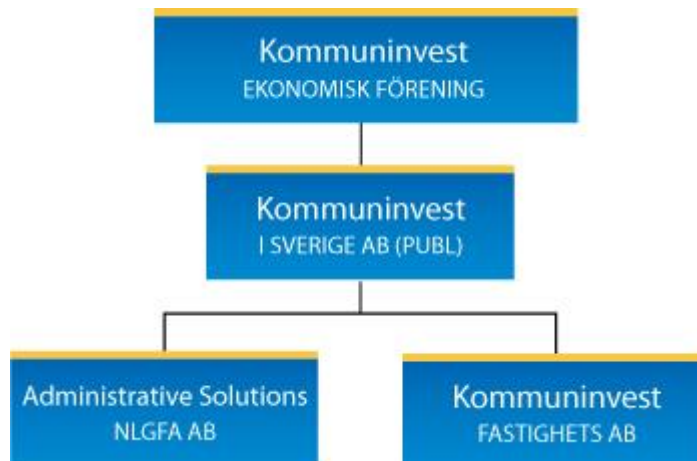 Kommuninvest
EKONOMISK FÖRENING
Kommuninvest
I SVERIGE AB (PUBL)
Administrative Solutions
NLGFA AB
Kommuninvest
FASTIGHETS AB